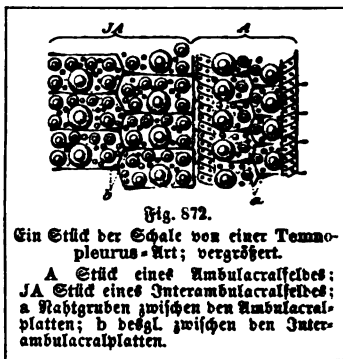 JA A
b a
Fig. 872.
Ein Stück der Schale von einer Temno-
pleurus-Art; vergrößert.
A Stück eines Ambulacralfeldes;
JA Stück eines Interambulacralfeldes;
a Nahtgruben zwischen den Ambulacral-
platten; b desgl. zwischen den Inter-
ambulacralplatten.